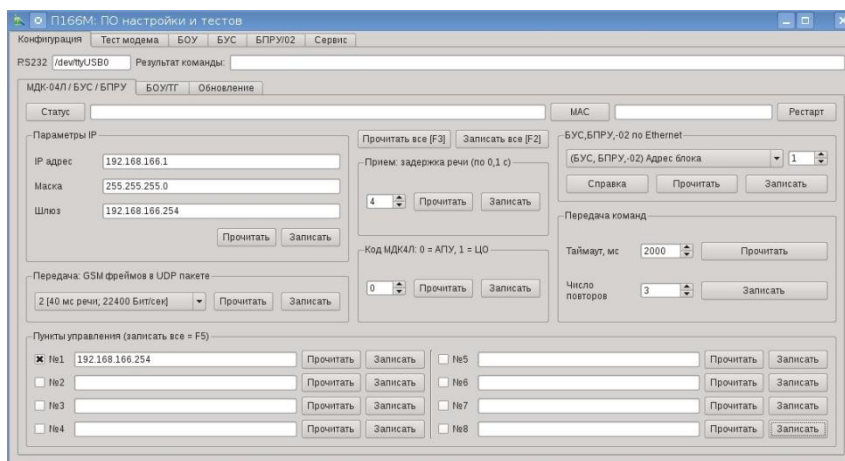 П166М: ПО настройки и тестов
Конфигурация Тест модема БОУ БУС БПРУ/02 Сервис
RS232 /dev/ttyUSB0 Результат команды:
МДК-04Л / БУС / БПРУ БОУ/ТГ Обновление
Статус MAC Рестарт
Параметры IP
IP адрес 192.168.166.1
Маска 255.255.255.0
Шлюз 192.168.166.254
Прочитать Записать
Передача: GSM фреймов в UDP пакете
2 [40 мс речи; 22400 Бит/сек] Прочитать Записать
Прочитать все [F3] Записать все [F2]
Прием: задержка речи (по 0,1 с)
4 Прочитать Записать
Код МДК4Л: 0 = АПУ, 1 = ЦО
0 Прочитать Записать
БУС,БПРУ,-02 по Ethernet
(БУС, БПРУ,-02) Адрес блока 1
Справка Прочитать Записать
Передача команд
Таймаут, мс 2000 Прочитать
Число повторов 3 Записать
Пункты управления (записать все = F5)
№1 192.168.166.254 Прочитать Записать №5 Прочитать Записать
№2 Прочитать Записать №6 Прочитать Записать
№3 Прочитать Записать №7 Прочитать Записать
№4 Прочитать Записать №8 Прочитать Записать